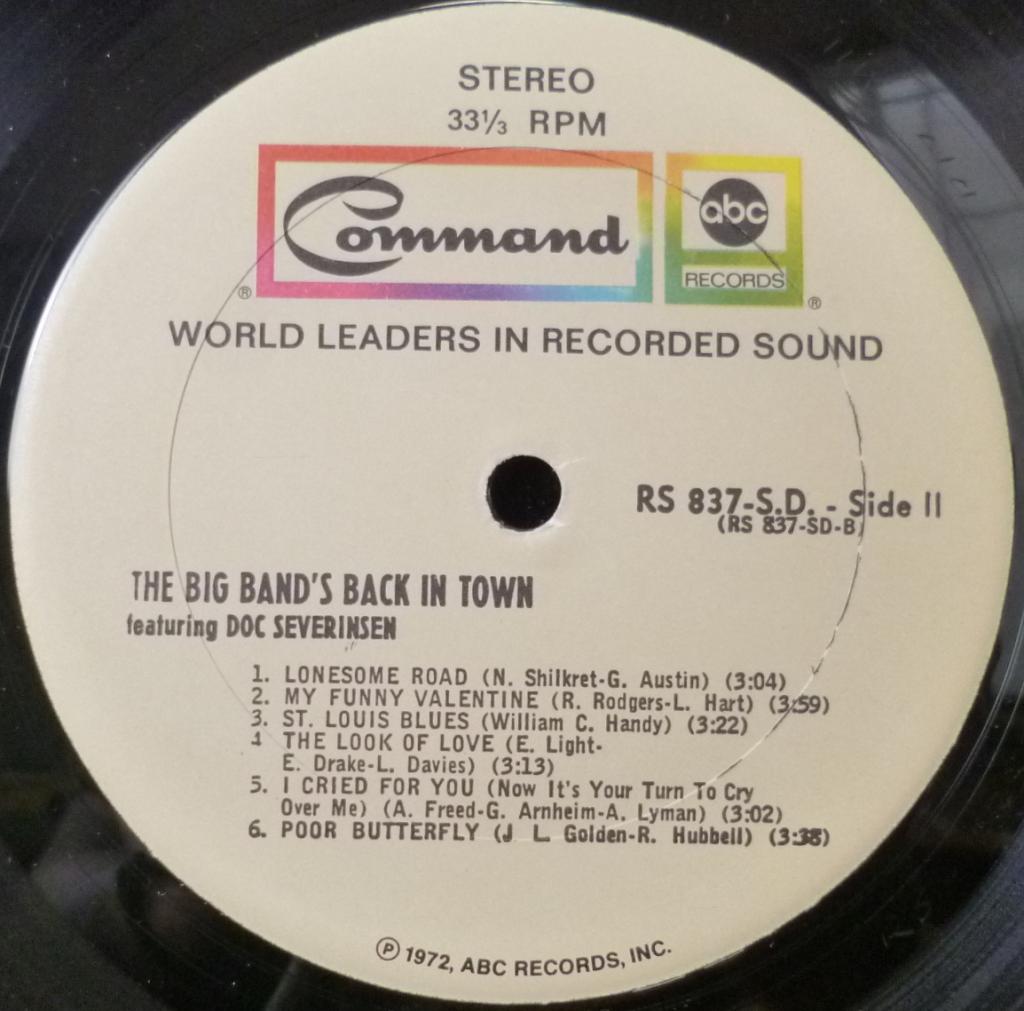 STEREO
33⅓ RPM
Command
abc
RECORDS
®
®
WORLD LEADERS IN RECORDED SOUND
RS 837-S.D. - Side II
(RS 837-SD-B)
THE BIG BAND'S BACK IN TOWN
featuring DOC SEVERINSEN
1. LONESOME ROAD (N. Shilkret-G. Austin) (3:04)
2. MY FUNNY VALENTINE (R. Rodgers-L. Hart) (3:59)
3. ST. LOUIS BLUES (William C. Handy) (3:22)
4 THE LOOK OF LOVE (E. Light-
E. Drake-L. Davies) (3:13)
5. I CRIED FOR YOU (Now It's Your Turn To Cry
Over Me) (A. Freed-G. Arnheim-A. Lyman) (3:02)
6. POOR BUTTERFLY (J L Golden-R. Hubbell)
℗ 1972, ABC RECORDS, INC.